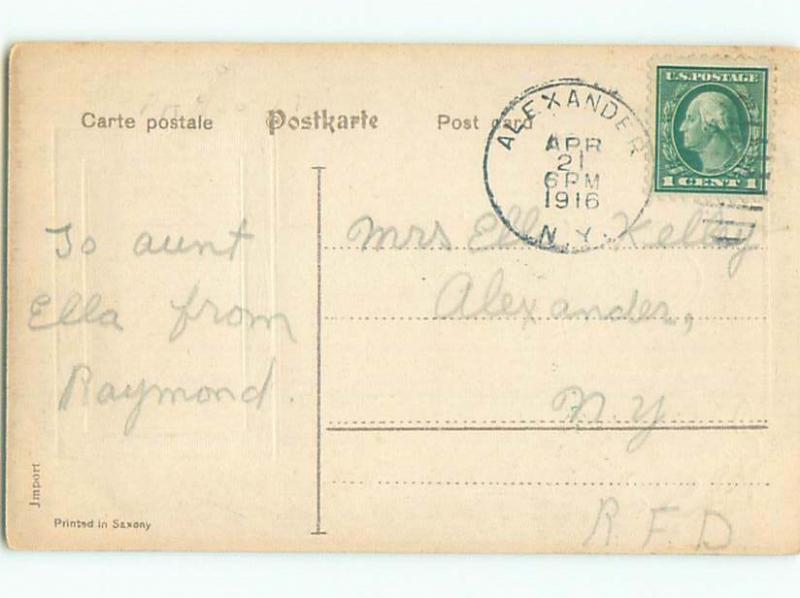 Carte postale Postkarte Post card
ALEXANDER
APR
21
6 PM
1916
N.Y.
U.S. POSTAGE
1 CENT 1
To aunt
Ella from
Raymond.
Mrs Ella Kelley
Alexander,
N.Y
R.F.D
Import
Printed in Saxony